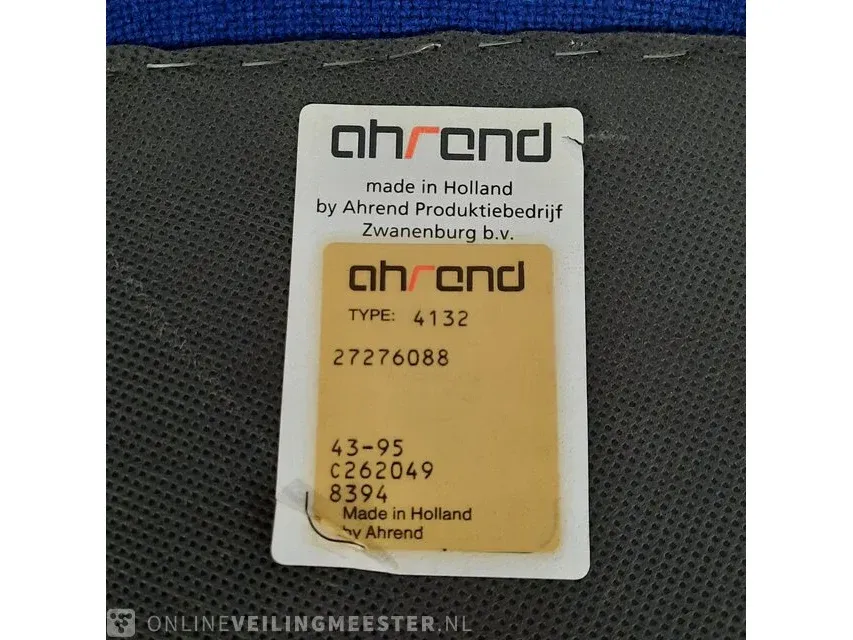 ahrend
made in Holland
by Ahrend Produktiebedrijf
Zwanenburg b.v.
ahrend
TYPE: 4132
27276088
43-95
C262049
8394
Made in Holland
by Ahrend
ONLINEVEILINGMEESTER.NL